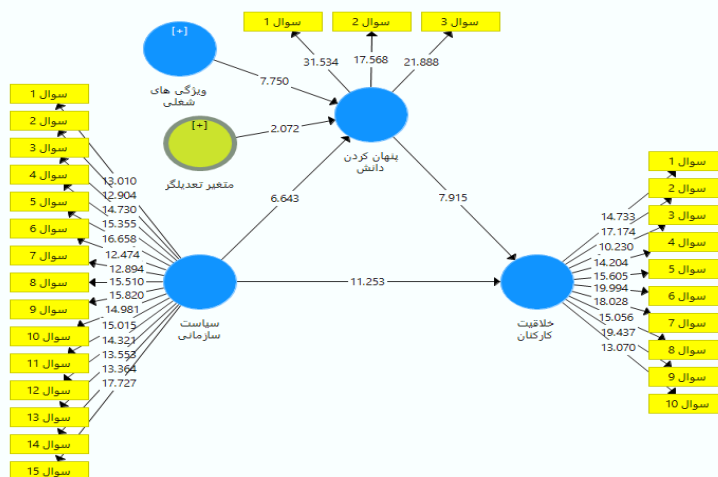 سوال 1
سوال 2
سوال 3
31.534
17.568
21.888
[+]
ویژگی های
شغلی
7.750
[+]
متغیر تعدیلگر
2.072
پنهان کردن
دانش
6.643
7.915
11.253
سیاست
سازمانی
خلاقیت
کارکنان
سوال 1
سوال 2
سوال 3
سوال 4
سوال 5
سوال 6
سوال 7
سوال 8
سوال 9
سوال 10
سوال 11
سوال 12
سوال 13
سوال 14
سوال 15
13.010
12.904
14.730
15.355
16.658
12.474
12.894
15.510
15.820
14.981
15.015
14.321
13.553
13.364
17.727
14.733
17.174
10.230
14.204
15.605
19.994
18.028
15.056
19.437
13.070
سوال 1
سوال 2
سوال 3
سوال 4
سوال 5
سوال 6
سوال 7
سوال 8
سوال 9
سوال 10